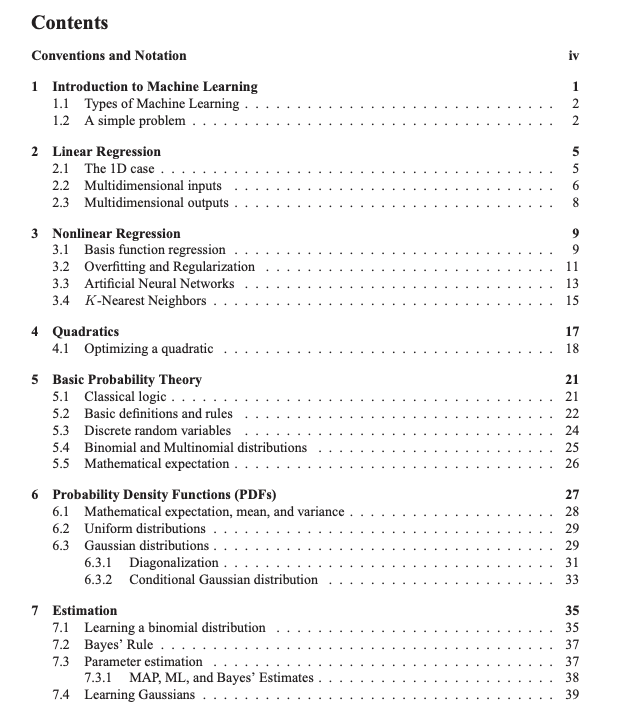 Contents
Conventions and Notation iv
1 Introduction to Machine Learning 1
1.1 Types of Machine Learning . . . . . . . . . . . . . . . . . . . . . . . . . . . . . . 2
1.2 A simple problem . . . . . . . . . . . . . . . . . . . . . . . . . . . . . . . . . . . 2
2 Linear Regression 5
2.1 The 1D case . . . . . . . . . . . . . . . . . . . . . . . . . . . . . . . . . . . . . . 5
2.2 Multidimensional inputs . . . . . . . . . . . . . . . . . . . . . . . . . . . . . . . 6
2.3 Multidimensional outputs . . . . . . . . . . . . . . . . . . . . . . . . . . . . . . . 8
3 Nonlinear Regression 9
3.1 Basis function regression . . . . . . . . . . . . . . . . . . . . . . . . . . . . . . . 9
3.2 Overfitting and Regularization . . . . . . . . . . . . . . . . . . . . . . . . . . . . 11
3.3 Artificial Neural Networks . . . . . . . . . . . . . . . . . . . . . . . . . . . . . . 13
3.4 K-Nearest Neighbors . . . . . . . . . . . . . . . . . . . . . . . . . . . . . . . . . 15
4 Quadratics 17
4.1 Optimizing a quadratic . . . . . . . . . . . . . . . . . . . . . . . . . . . . . . . . 18
5 Basic Probability Theory 21
5.1 Classical logic . . . . . . . . . . . . . . . . . . . . . . . . . . . . . . . . . . . . . 21
5.2 Basic definitions and rules . . . . . . . . . . . . . . . . . . . . . . . . . . . . . . 22
5.3 Discrete random variables . . . . . . . . . . . . . . . . . . . . . . . . . . . . . . 24
5.4 Binomial and Multinomial distributions . . . . . . . . . . . . . . . . . . . . . . . 25
5.5 Mathematical expectation . . . . . . . . . . . . . . . . . . . . . . . . . . . . . . . 26
6 Probability Density Functions (PDFs) 27
6.1 Mathematical expectation, mean, and variance . . . . . . . . . . . . . . . . . . . . 28
6.2 Uniform distributions . . . . . . . . . . . . . . . . . . . . . . . . . . . . . . . . . 29
6.3 Gaussian distributions . . . . . . . . . . . . . . . . . . . . . . . . . . . . . . . . . 29
6.3.1 Diagonalization . . . . . . . . . . . . . . . . . . . . . . . . . . . . . . . . 31
6.3.2 Conditional Gaussian distribution . . . . . . . . . . . . . . . . . . . . . . 33
7 Estimation 35
7.1 Learning a binomial distribution . . . . . . . . . . . . . . . . . . . . . . . . . . . 35
7.2 Bayes’ Rule . . . . . . . . . . . . . . . . . . . . . . . . . . . . . . . . . . . . . . 37
7.3 Parameter estimation . . . . . . . . . . . . . . . . . . . . . . . . . . . . . . . . . 37
7.3.1 MAP, ML, and Bayes’ Estimates . . . . . . . . . . . . . . . . . . . . . . . 38
7.4 Learning Gaussians . . . . . . . . . . . . . . . . . . . . . . . . . . . . . . . . . . 39